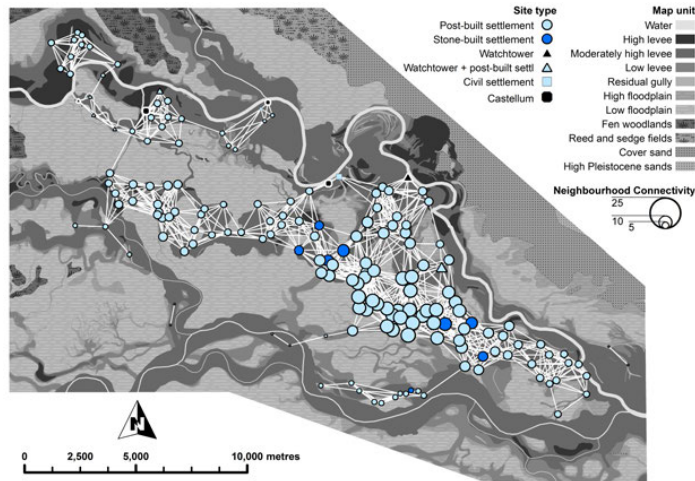 Site type
Post-built settlement
Stone-built settlement
Watchtower
Watchtower + post-built settl
Civil settlement
Castellum
Map unit
Water
High levee
Moderately high levee
Low levee
Residual gully
High floodplain
Low floodplain
Fen woodlands
Reed and sedge fields
Cover sand
High Pleistocene sands
Neighbourhood Connectivity
25
10
5
N
0 2,500 5,000 10,000 metres